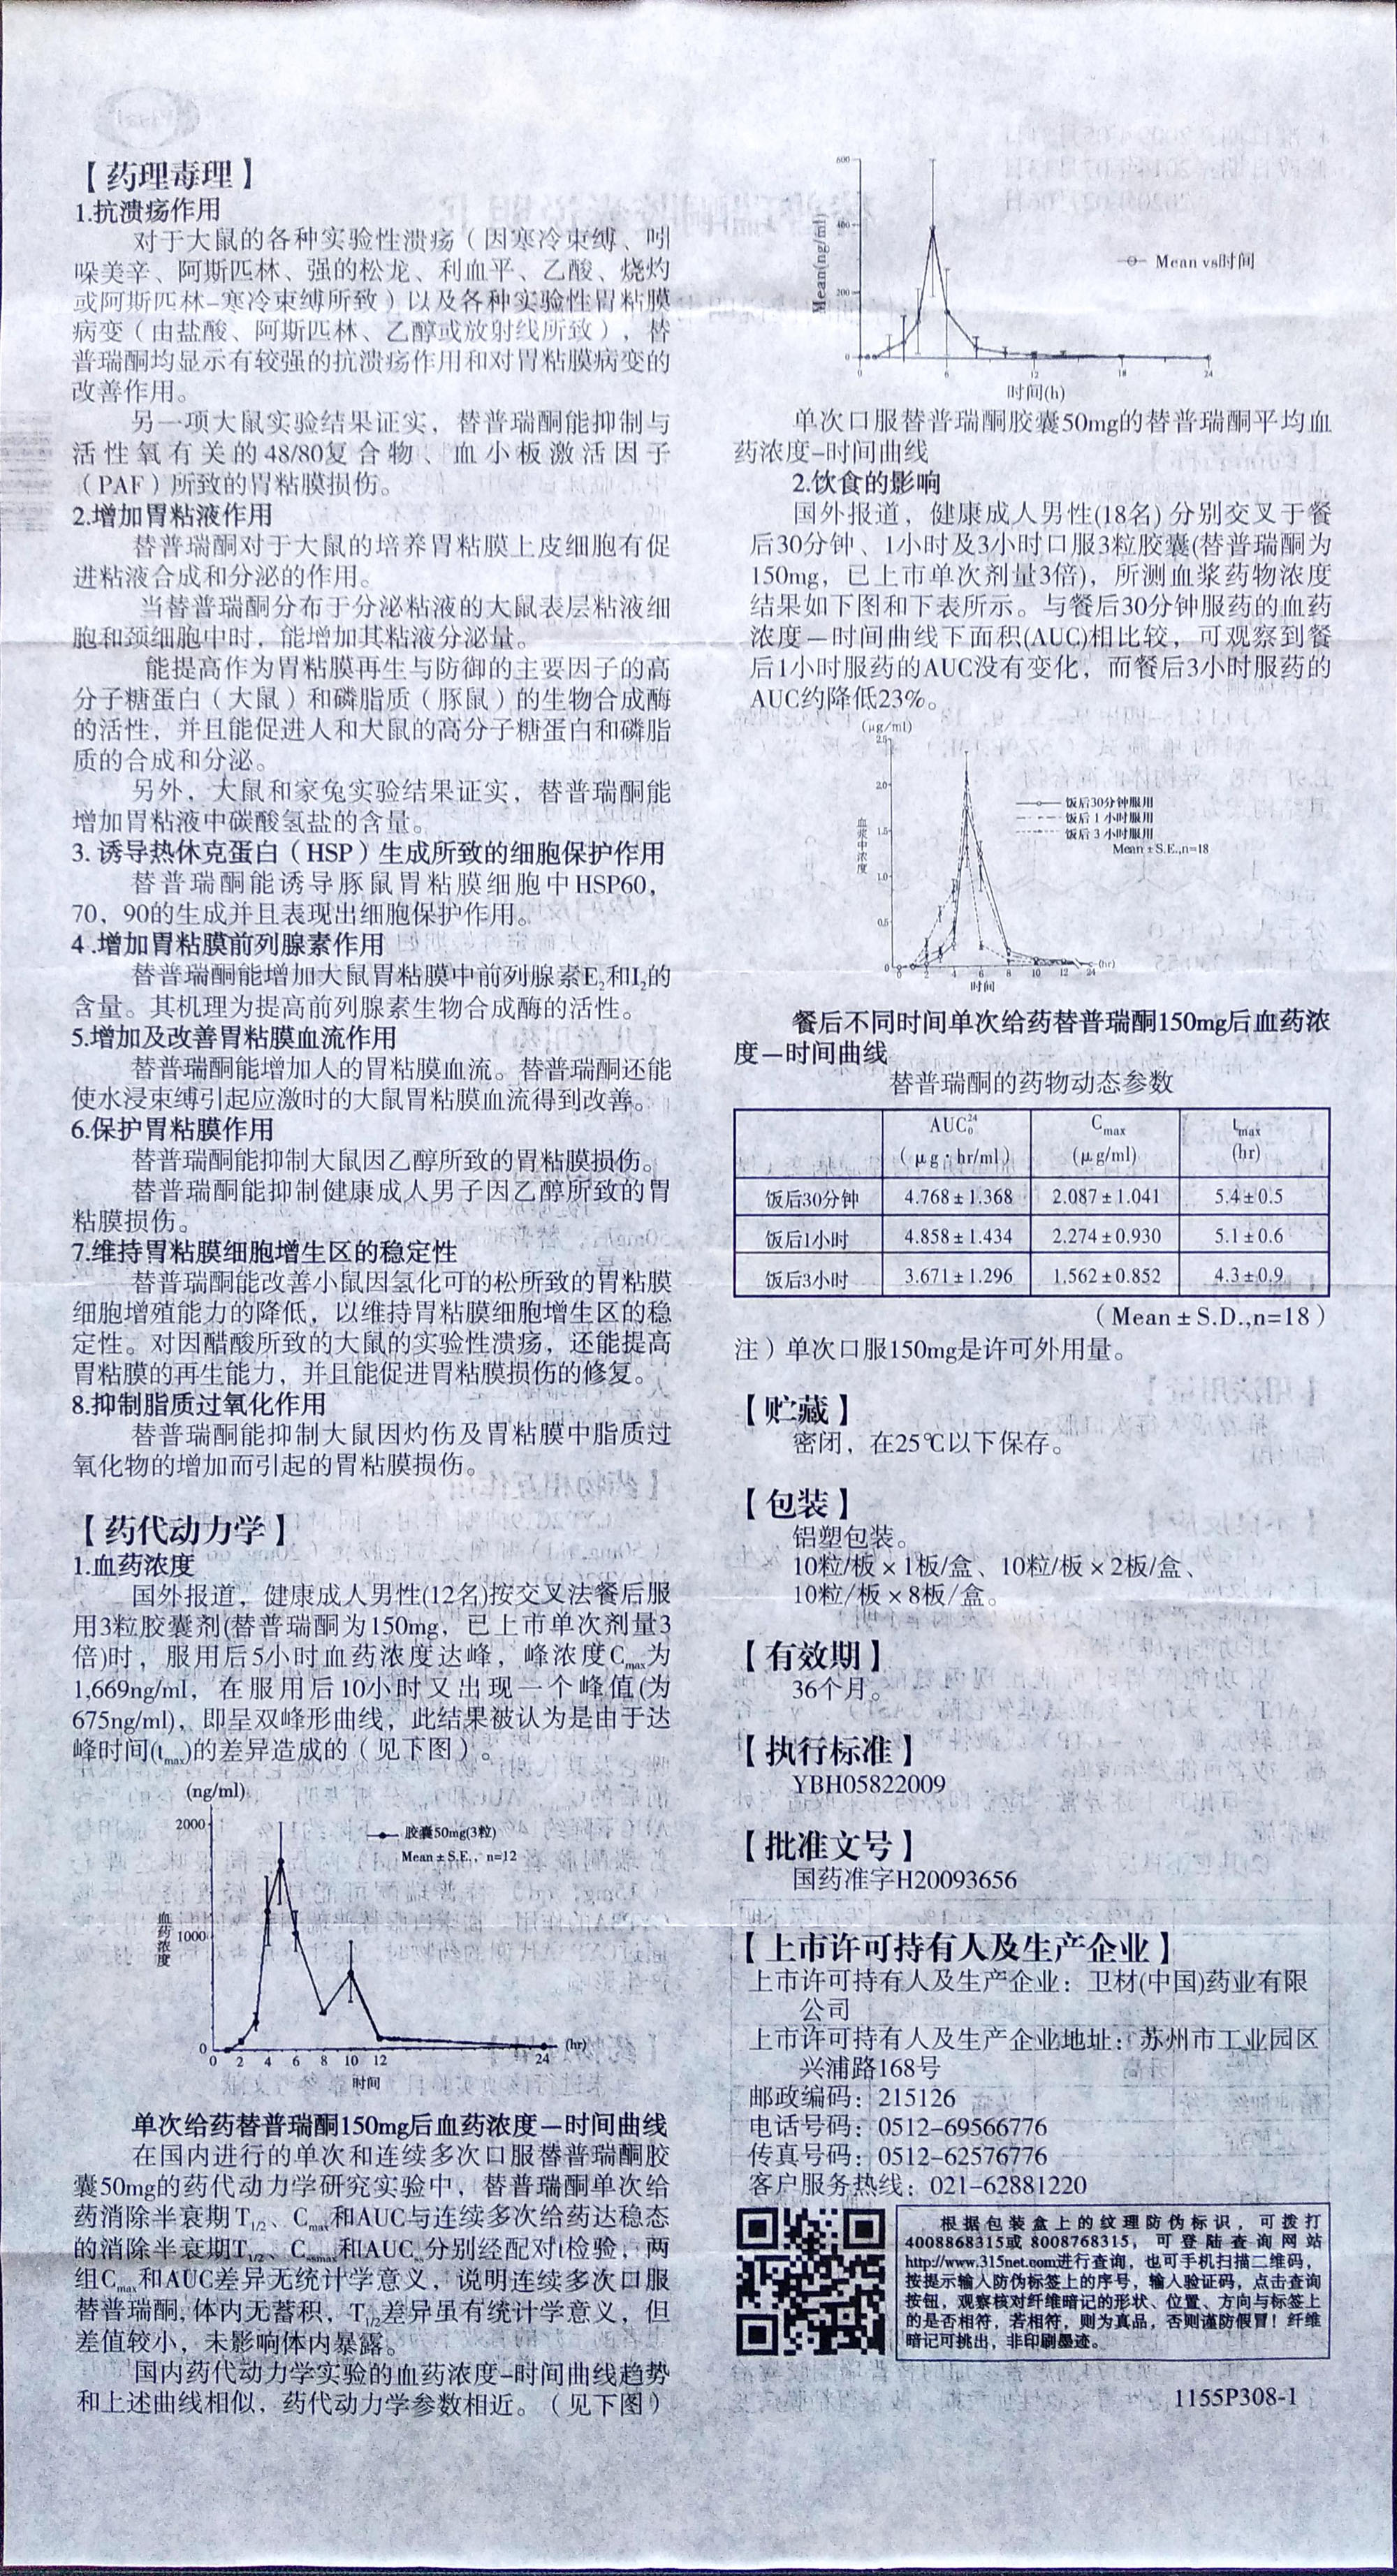 【药理毒理】
1.抗溃疡作用
对于大鼠的各种实验性溃疡（因寒冷束缚、吲
哚美辛、阿斯匹林、强的松龙、利血平、乙酸、烧灼
或阿斯匹林-寒冷束缚所致）以及各种实验性胃粘膜
病变（由盐酸、阿斯匹林、乙醇或放射线所致），替
普瑞酮均显示有较强的抗溃疡作用和对胃粘膜病变的
改善作用。
另一项大鼠实验结果证实，替普瑞酮能抑制与
活性氧有关的48/80复合物、血小板激活因子
（PAF）所致的胃粘膜损伤。
2.增加胃粘液作用
替普瑞酮对于大鼠的培养胃粘膜上皮细胞有促
进粘液合成和分泌的作用。
当替普瑞酮分布于分泌粘液的大鼠表层粘液细
胞和颈细胞中时，能增加其粘液分泌量。
能提高作为胃粘膜再生与防御的主要因子的高
分子糖蛋白（大鼠）和磷脂质（豚鼠）的生物合成酶
的活性，并且能促进人和大鼠的高分子糖蛋白和磷脂
质的合成和分泌。
另外，大鼠和家兔实验结果证实，替普瑞酮能
增加胃粘液中碳酸氢盐的含量。
3. 诱导热休克蛋白（HSP）生成所致的细胞保护作用
替普瑞酮能诱导豚鼠胃粘膜细胞中HSP60，
70，90的生成并且表现出细胞保护作用。
4 .增加胃粘膜前列腺素作用
替普瑞酮能增加大鼠胃粘膜中前列腺素E2和I2的
含量。其机理为提高前列腺素生物合成酶的活性。
5.增加及改善胃粘膜血流作用
替普瑞酮能增加人的胃粘膜血流。替普瑞酮还能
使水浸束缚引起应激时的大鼠胃粘膜血流得到改善。
6.保护胃粘膜作用
替普瑞酮能抑制大鼠因乙醇所致的胃粘膜损伤。
替普瑞酮能抑制健康成人男子因乙醇所致的胃
粘膜损伤。
7.维持胃粘膜细胞增生区的稳定性
替普瑞酮能改善小鼠因氢化可的松所致的胃粘膜
细胞增殖能力的降低，以维持胃粘膜细胞增生区的稳
定性。对因醋酸所致的大鼠的实验性溃疡，还能提高
胃粘膜的再生能力，并且能促进胃粘膜损伤的修复。
8.抑制脂质过氧化作用
替普瑞酮能抑制大鼠因灼伤及胃粘膜中脂质过
氧化物的增加而引起的胃粘膜损伤。
【药代动力学】
1.血药浓度
国外报道，健康成人男性(12名)按交叉法餐后服
用3粒胶囊剂(替普瑞酮为150mg，已上市单次剂量3
倍)时，服用后5小时血药浓度达峰，峰浓度Cmax为
1,669ng/ml，在服用后10小时又出现一个峰值(为
675ng/ml)，即呈双峰形曲线，此结果被认为是由于达
峰时间(tmax)的差异造成的（见下图）。
(ng/ml)
2000
胶囊50mg(3粒)
Mean±S.E，n=12
血药浓度
1000
0
0 2 4 6 8 10 12 24 (hr)
时间
单次给药替普瑞酮150mg后血药浓度—时间曲线
在国内进行的单次和连续多次口服替普瑞酮胶
囊50mg的药代动力学研究实验中，替普瑞酮单次给
药消除半衰期T1/2、Cmax和AUC与连续多次给药达稳态
的消除半衰期T1/2、Cssmax和AUCss分别经配对t检验，两
组Cmax和AUC差异无统计学意义，说明连续多次口服
替普瑞酮,体内无蓄积，T1/2差异虽有统计学意义，但
差值较小，未影响体内暴露。
国内药代动力学实验的血药浓度-时间曲线趋势
和上述曲线相似，药代动力学参数相近。（见下图）
600
400
200
0
Mean(ng/ml)
Mean vs时间
0 6 12 18 24
时间(h)
单次口服替普瑞酮胶囊50mg的替普瑞酮平均血
药浓度-时间曲线
2.饮食的影响
国外报道，健康成人男性(18名) 分别交叉于餐
后30分钟、1小时及3小时口服3粒胶囊(替普瑞酮为
150mg，已上市单次剂量3倍)，所测血浆药物浓度
结果如下图和下表所示。与餐后30分钟服药的血药
浓度—时间曲线下面积(AUC)相比较，可观察到餐
后1小时服药的AUC没有变化，而餐后3小时服药的
AUC约降低23%。
(μg/ml)
2.5
2.0
1.5
1.0
0.5
0
血浆中浓度
饭后30分钟服用
饭后 1 小时服用
饭后 3 小时服用
Mean±S.E.,n=18
0 2 4 6 8 10 12 24 (hr)
时间
餐后不同时间单次给药替普瑞酮150mg后血药浓
度—时间曲线
替普瑞酮的药物动态参数
AUC0 24 Cmax tmax
（μg·hr/ml） (μg/ml) (hr)
饭后30分钟 4.768±1.368 2.087±1.041 5.4±0.5
饭后1小时 4.858±1.434 2.274±0.930 5.1±0.6
饭后3小时 3.671±1.296 1.562±0.852 4.3±0.9
（Mean±S.D.,n=18）
注）单次口服150mg是许可外用量。
【贮藏】
密闭，在25℃以下保存。
【包装】
铝塑包装。
10粒/板×1板/盒、10粒/板×2板/盒、
10粒/板×8板/盒。
【有效期】
36个月。
【执行标准】
YBH05822009
【批准文号】
国药准字H20093656
【上市许可持有人及生产企业】
上市许可持有人及生产企业：卫材(中国)药业有限
公司
上市许可持有人及生产企业地址：苏州市工业园区
兴浦路168号
邮政编码：215126
电话号码：0512-69566776
传真号码：0512-62576776
客户服务热线：021-62881220
根据包装盒上的纹理防伪标识，可拨打
4008868315或 8008768315，可登陆查询网站
http://www.315net.com进行查询，也可手机扫描二维码，
按提示输入防伪标签上的序号，输入验证码，点击查询
按钮，观察核对纤维暗记的形状、位置、方向与标签上
的是否相符，若相符，则为真品，否则谨防假冒！纤维
暗记可挑出，非印刷墨迹。
1155P308-1